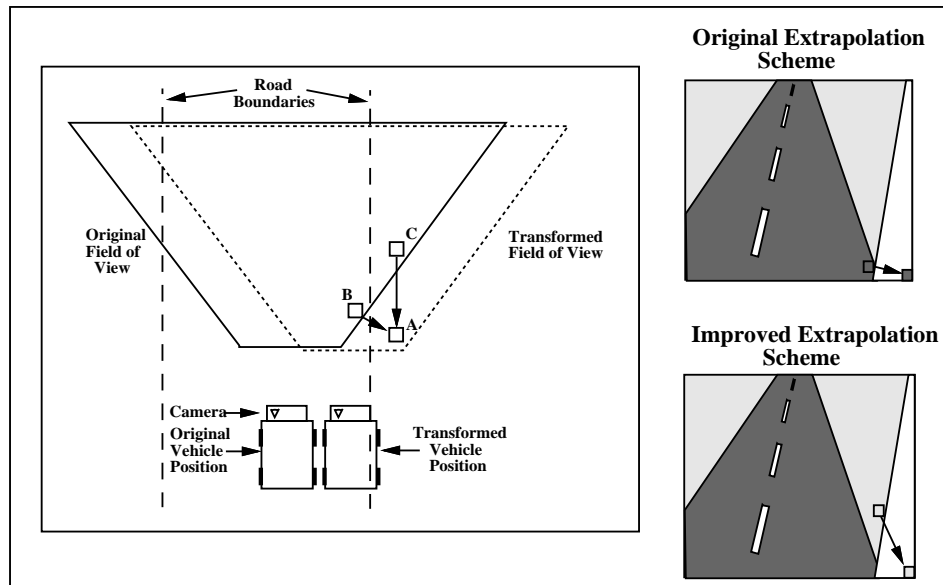 Road
Boundaries
Original
Field of
View
Transformed
Field of View
C
B
A
Camera
Original
Vehicle
Position
Transformed
Vehicle
Position
Original Extrapolation
Scheme
Improved Extrapolation
Scheme